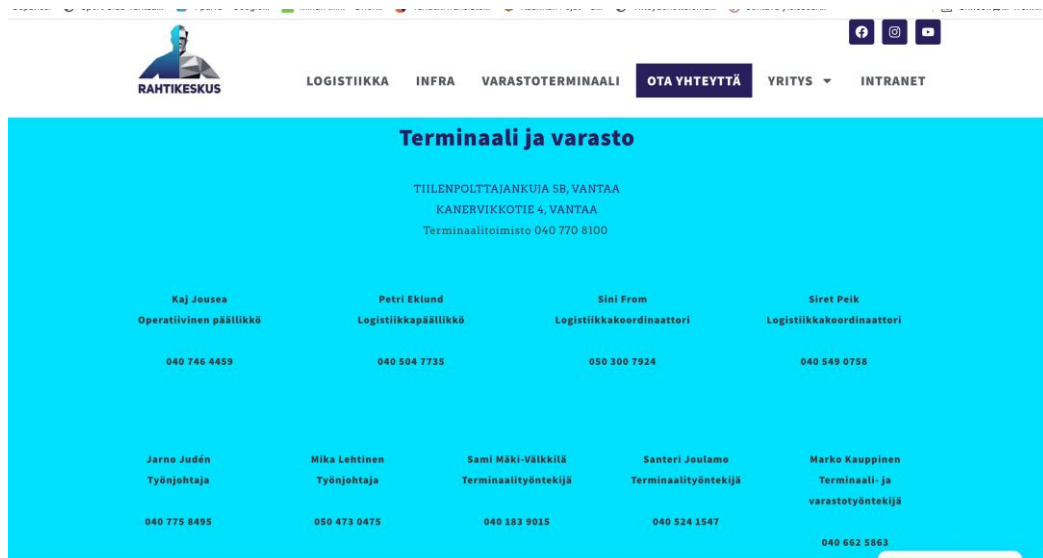 RAHTIKESKUS
LOGISTIIKKA INFRA VARASTOTERMINAALI OTA YHTEYTTÄ YRITYS INTRANET
Terminaali ja varasto
TIILENPOLTTAJANKUJA 5B, VANTAA
KANERVIKKOTIE 4, VANTAA
Terminaalitoimisto 040 770 8100
Kaj Jousea
Operatiivinen päällikkö
040 746 4459
Petri Eklund
Logistiikkapäällikkö
040 504 7735
Sini From
Logistiikkakoordinaattori
050 300 7924
Siret Peik
Logistiikkakoordinaattori
040 549 0758
Jarno Judén
Työnjohtaja
040 775 8495
Mika Lehtinen
Työnjohtaja
050 473 0475
Sami Mäki-Välkkilä
Terminaalityöntekijä
040 183 9015
Santeri Joulamo
Terminaalityöntekijä
040 524 1547
Marko Kauppinen
Terminaali- ja
varastotyöntekijä
040 662 5863